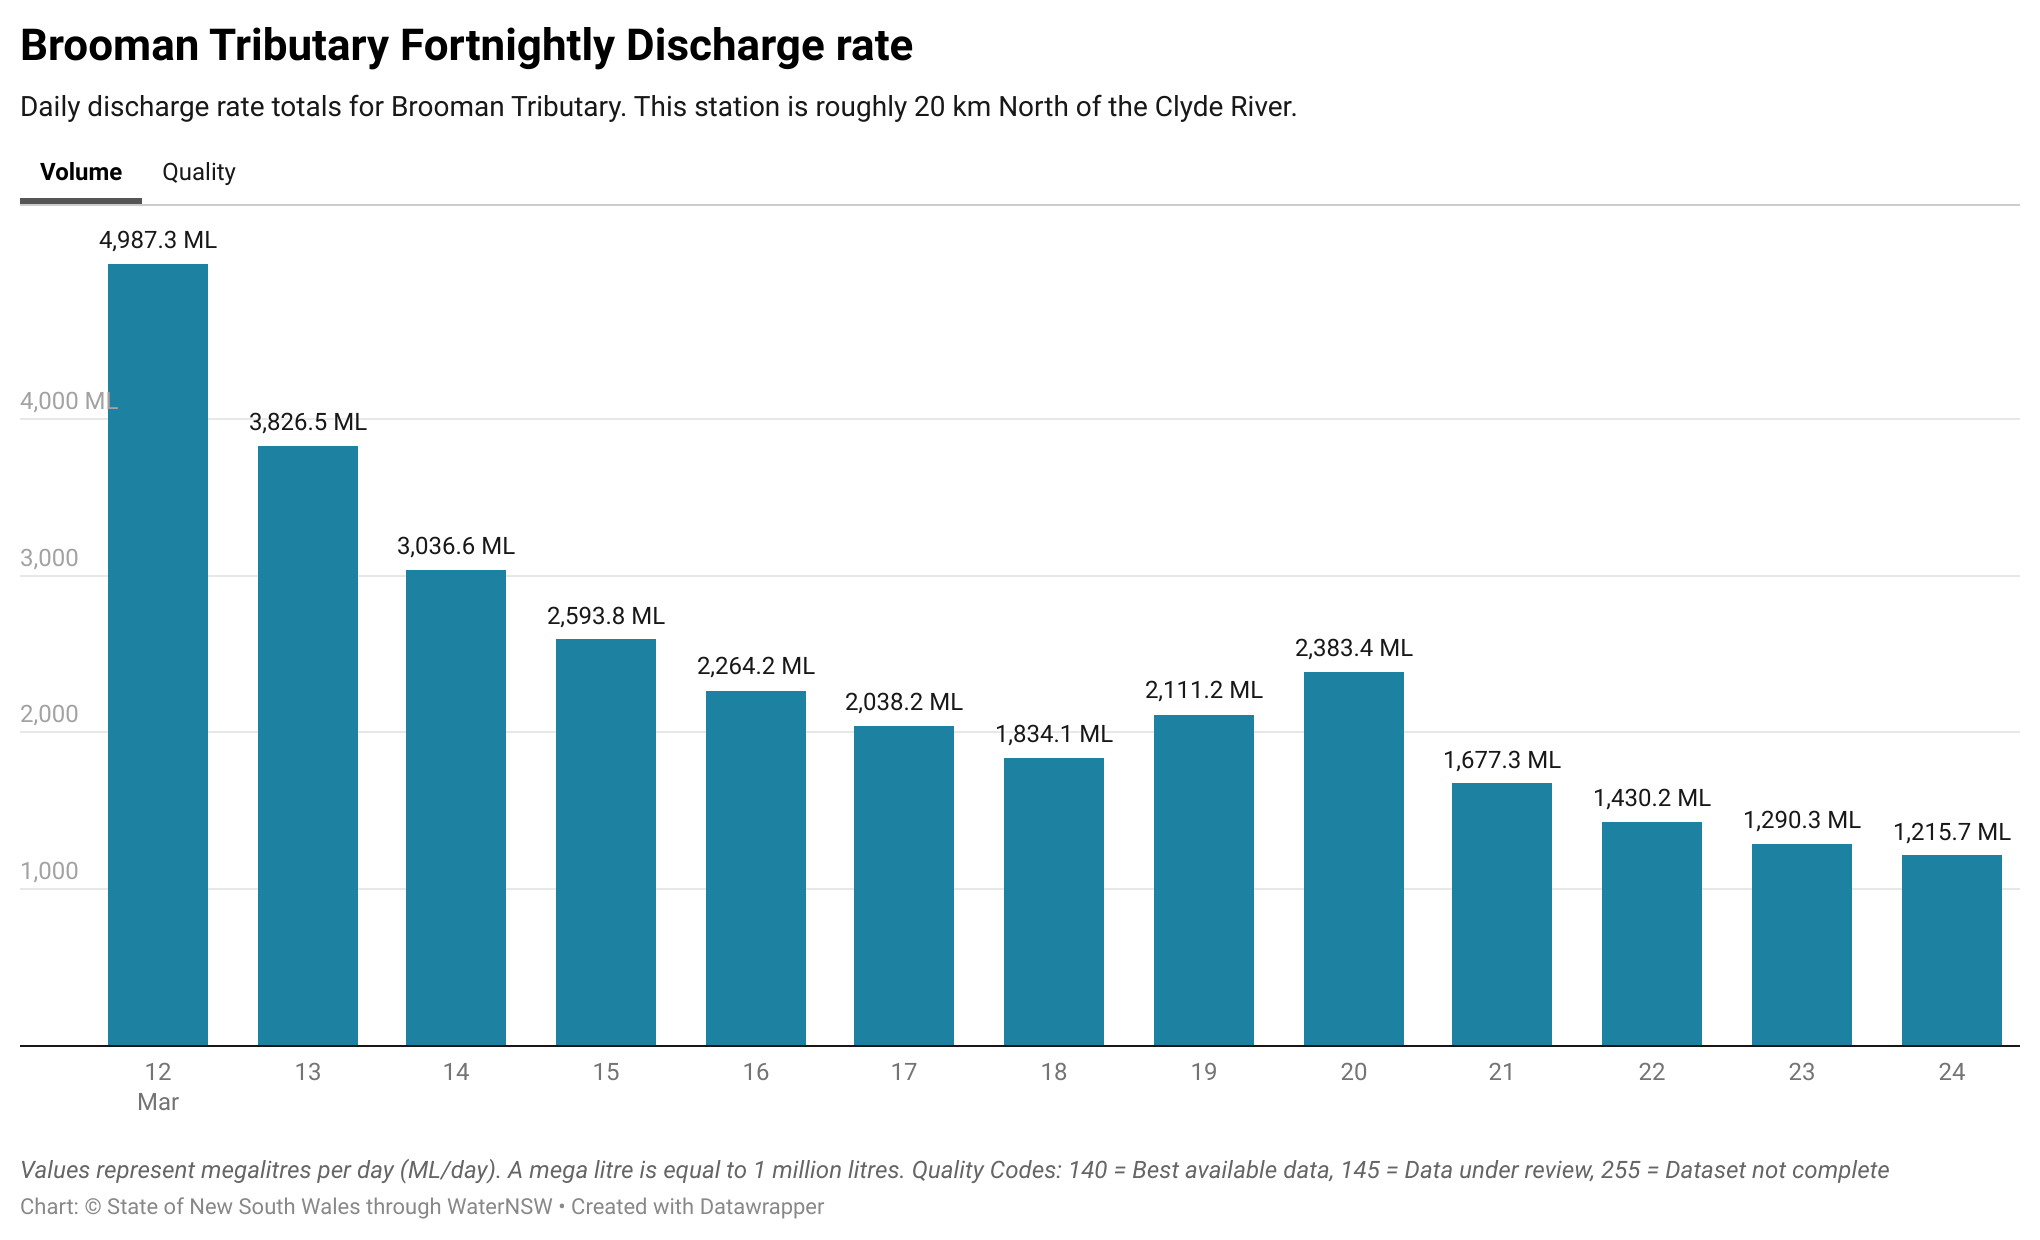 Brooman Tributary Fortnightly Discharge rate
Daily discharge rate totals for Brooman Tributary. This station is roughly 20 km North of the Clyde River.
Volume Quality
4,987.3 ML
4,000 ML
3,826.5 ML
3,036.6 ML
3,000
2,593.8 ML
2,383.4 ML
2,264.2 ML
2,111.2 ML
2,038.2 ML
2,000
1,834.1 ML
1,677.3 ML
1,430.2 ML
1,290.3 ML
1,215.7 ML
1,000
12 13 14 15 16 17 18 19 20 21 22 23 24
Mar
Values represent megalitres per day (ML/day). A mega litre is equal to 1 million litres. Quality Codes: 140 = Best available data, 145 = Data under review, 255 = Dataset not complete
Chart: © State of New South Wales through WaterNSW • Created with Datawrapper